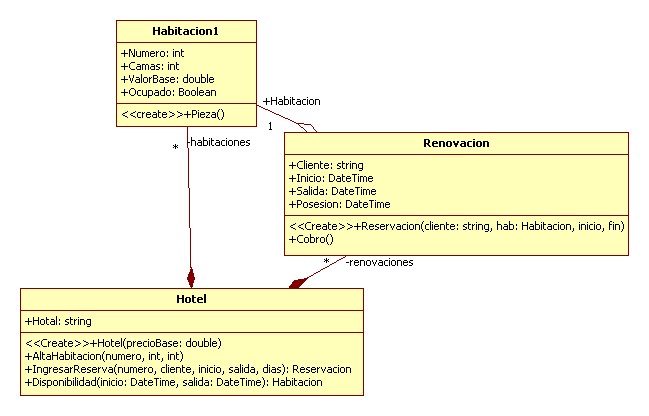 Habitacion1
+Numero: int
+Camas: int
+ValorBase: double
+Ocupado: Boolean
<<create>>+Pieza()
+Habitacion
1
* -habitaciones
Renovacion
+Cliente: string
+Inicio: DateTime
+Salida: DateTime
+Posesion: DateTime
<<Create>>+Reservacion(cliente: string, hab: Habitacion, inicio, fin)
+Cobro()
* -renovaciones
Hotel
+Hotal: string
<<Create>>+Hotel(precioBase: double)
+AltaHabitacion(numero, int, int)
+IngresarReserva(numero, cliente, inicio, salida, dias): Reservacion
+Disponibilidad(inicio: DateTime, salida: DateTime): Habitacion